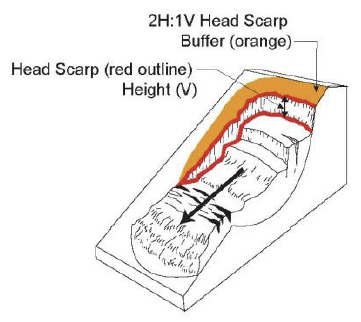 2H:1V Head Scarp
Buffer (orange)
Head Scarp (red outline)
Height (V)